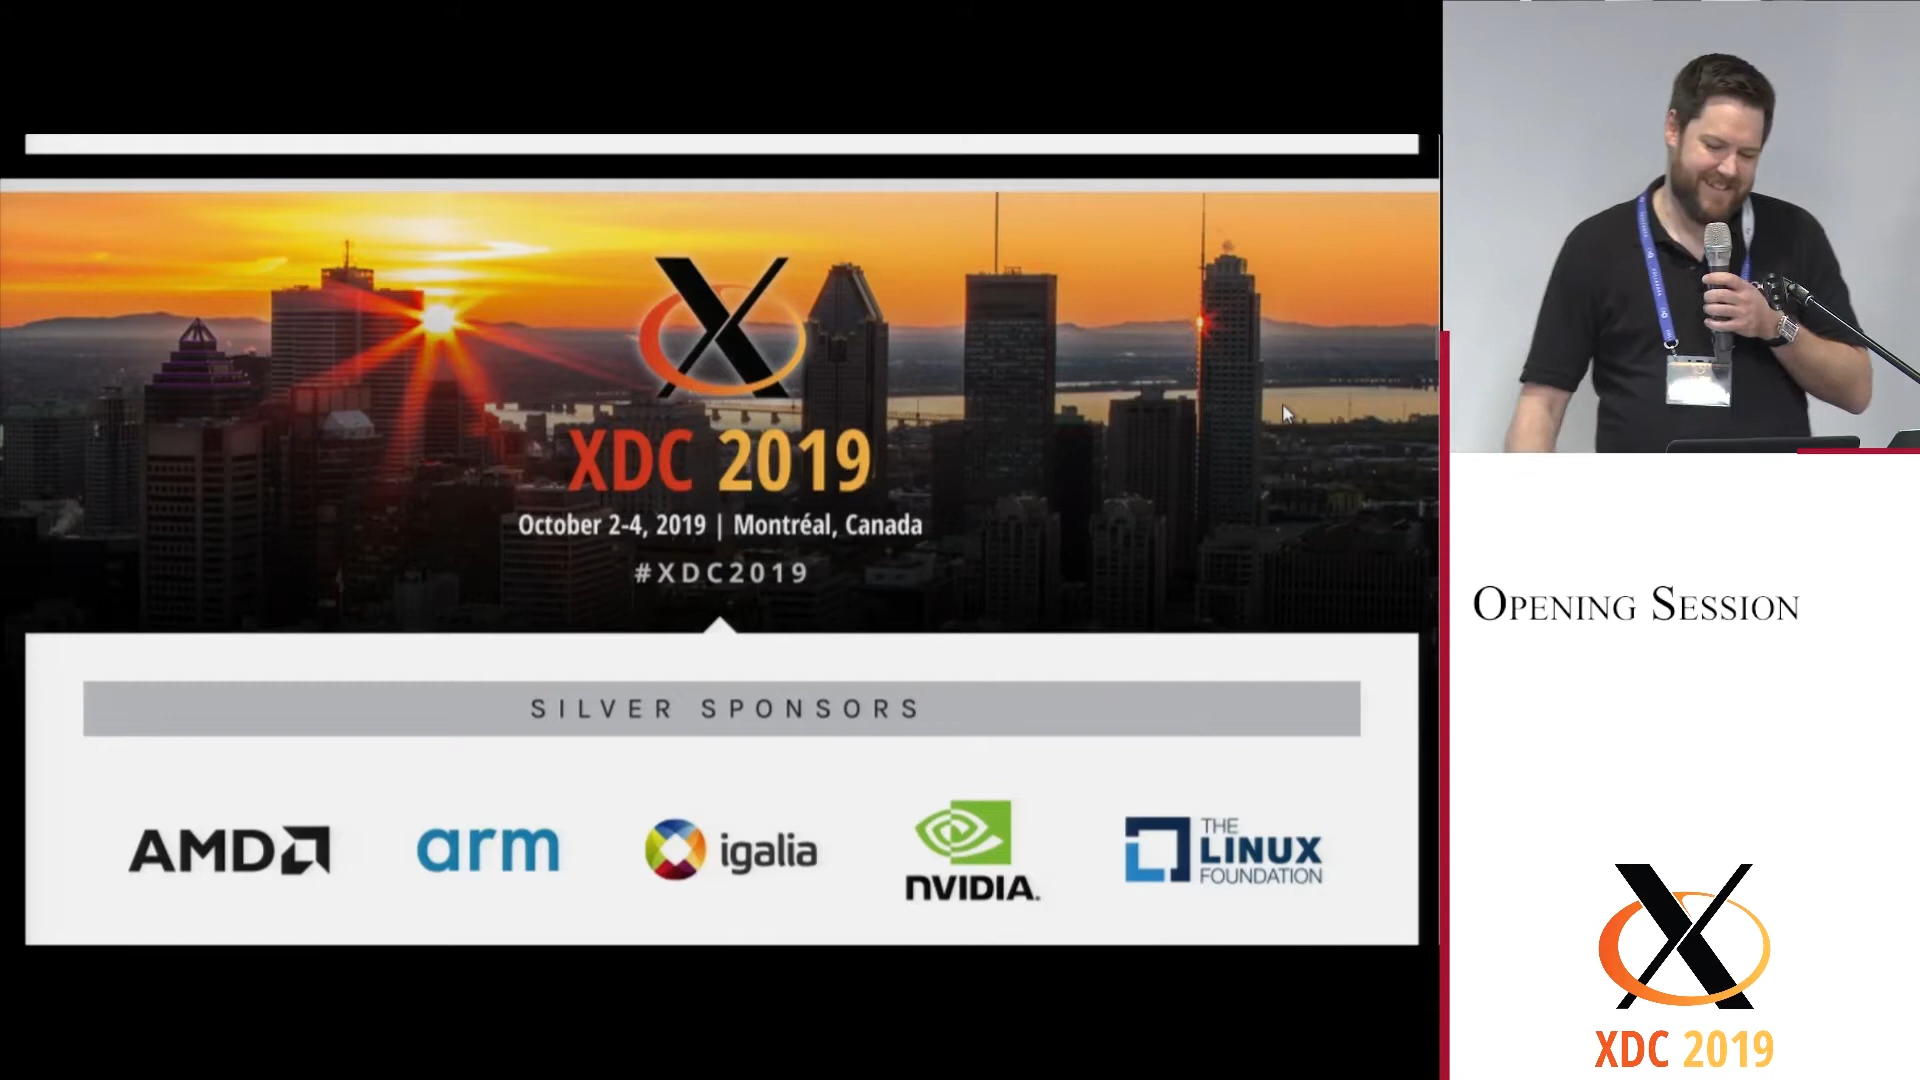 XDC 2019
October 2-4, 2019 | Montréal, Canada
#XDC2019
SILVER SPONSORS
AMD
arm
igalia
NVIDIA.
THE
LINUX
FOUNDATION
OPENING SESSION
XDC 2019